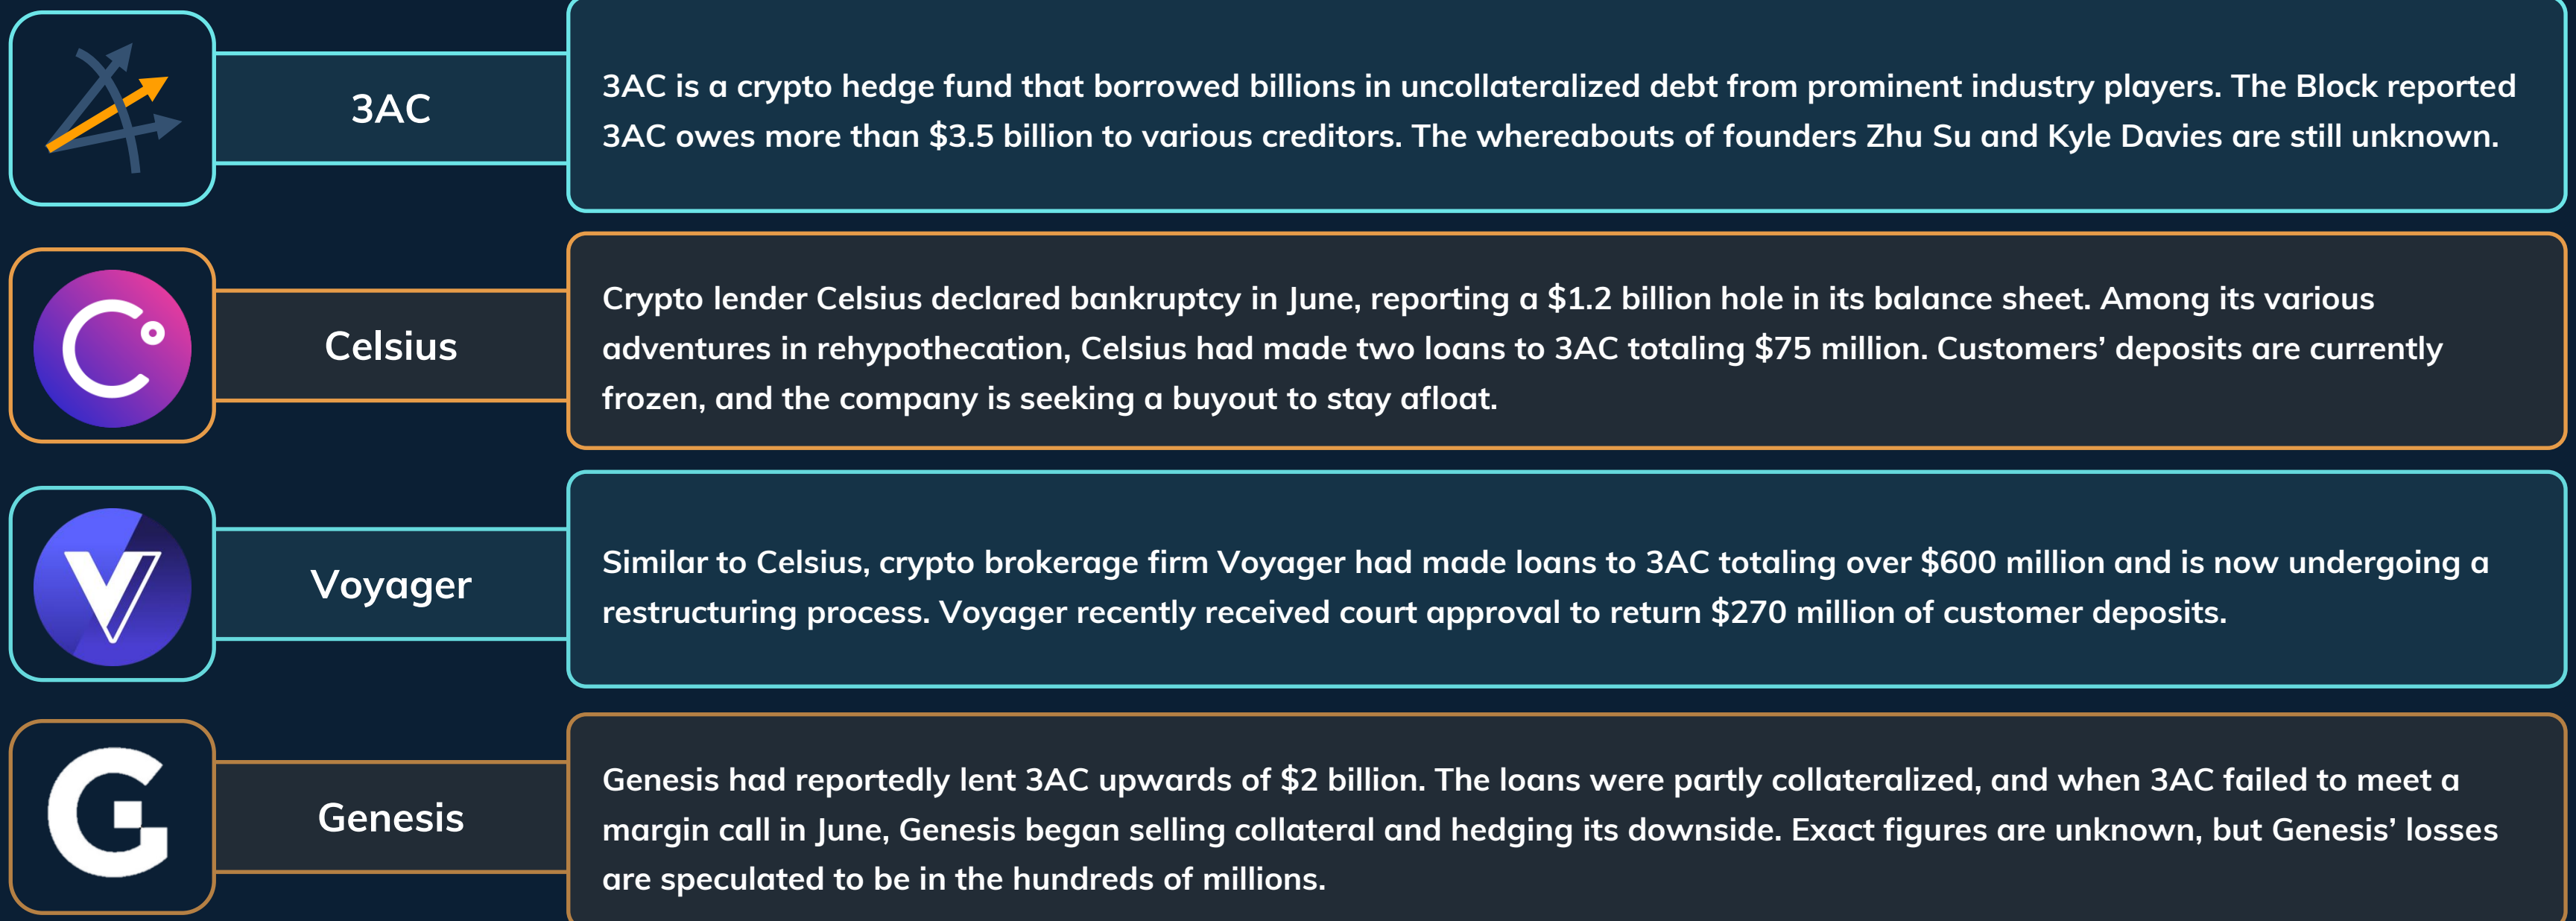 3AC
3AC is a crypto hedge fund that borrowed billions in uncollateralized debt from prominent industry players. The Block reported
3AC owes more than $3.5 billion to various creditors. The whereabouts of founders Zhu Su and Kyle Davies are still unknown.
Celsius
Crypto lender Celsius declared bankruptcy in June, reporting a $1.2 billion hole in its balance sheet. Among its various
adventures in rehypothecation, Celsius had made two loans to 3AC totaling $75 million. Customers’ deposits are currently
frozen, and the company is seeking a buyout to stay afloat.
Voyager
Similar to Celsius, crypto brokerage firm Voyager had made loans to 3AC totaling over $600 million and is now undergoing a
restructuring process. Voyager recently received court approval to return $270 million of customer deposits.
Genesis
Genesis had reportedly lent 3AC upwards of $2 billion. The loans were partly collateralized, and when 3AC failed to meet a
margin call in June, Genesis began selling collateral and hedging its downside. Exact figures are unknown, but Genesis’ losses
are speculated to be in the hundreds of millions.